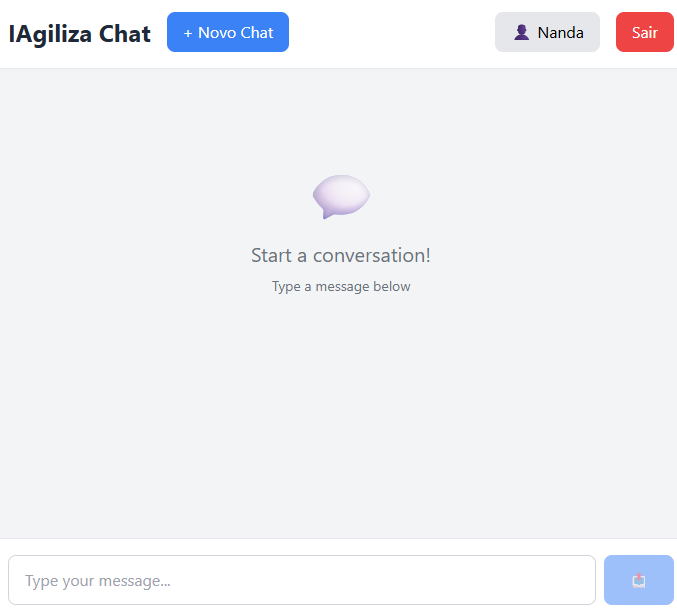 IAgiliza Chat
+ Novo Chat
Nanda
Sair
Start a conversation!
Type a message below
Type your message...